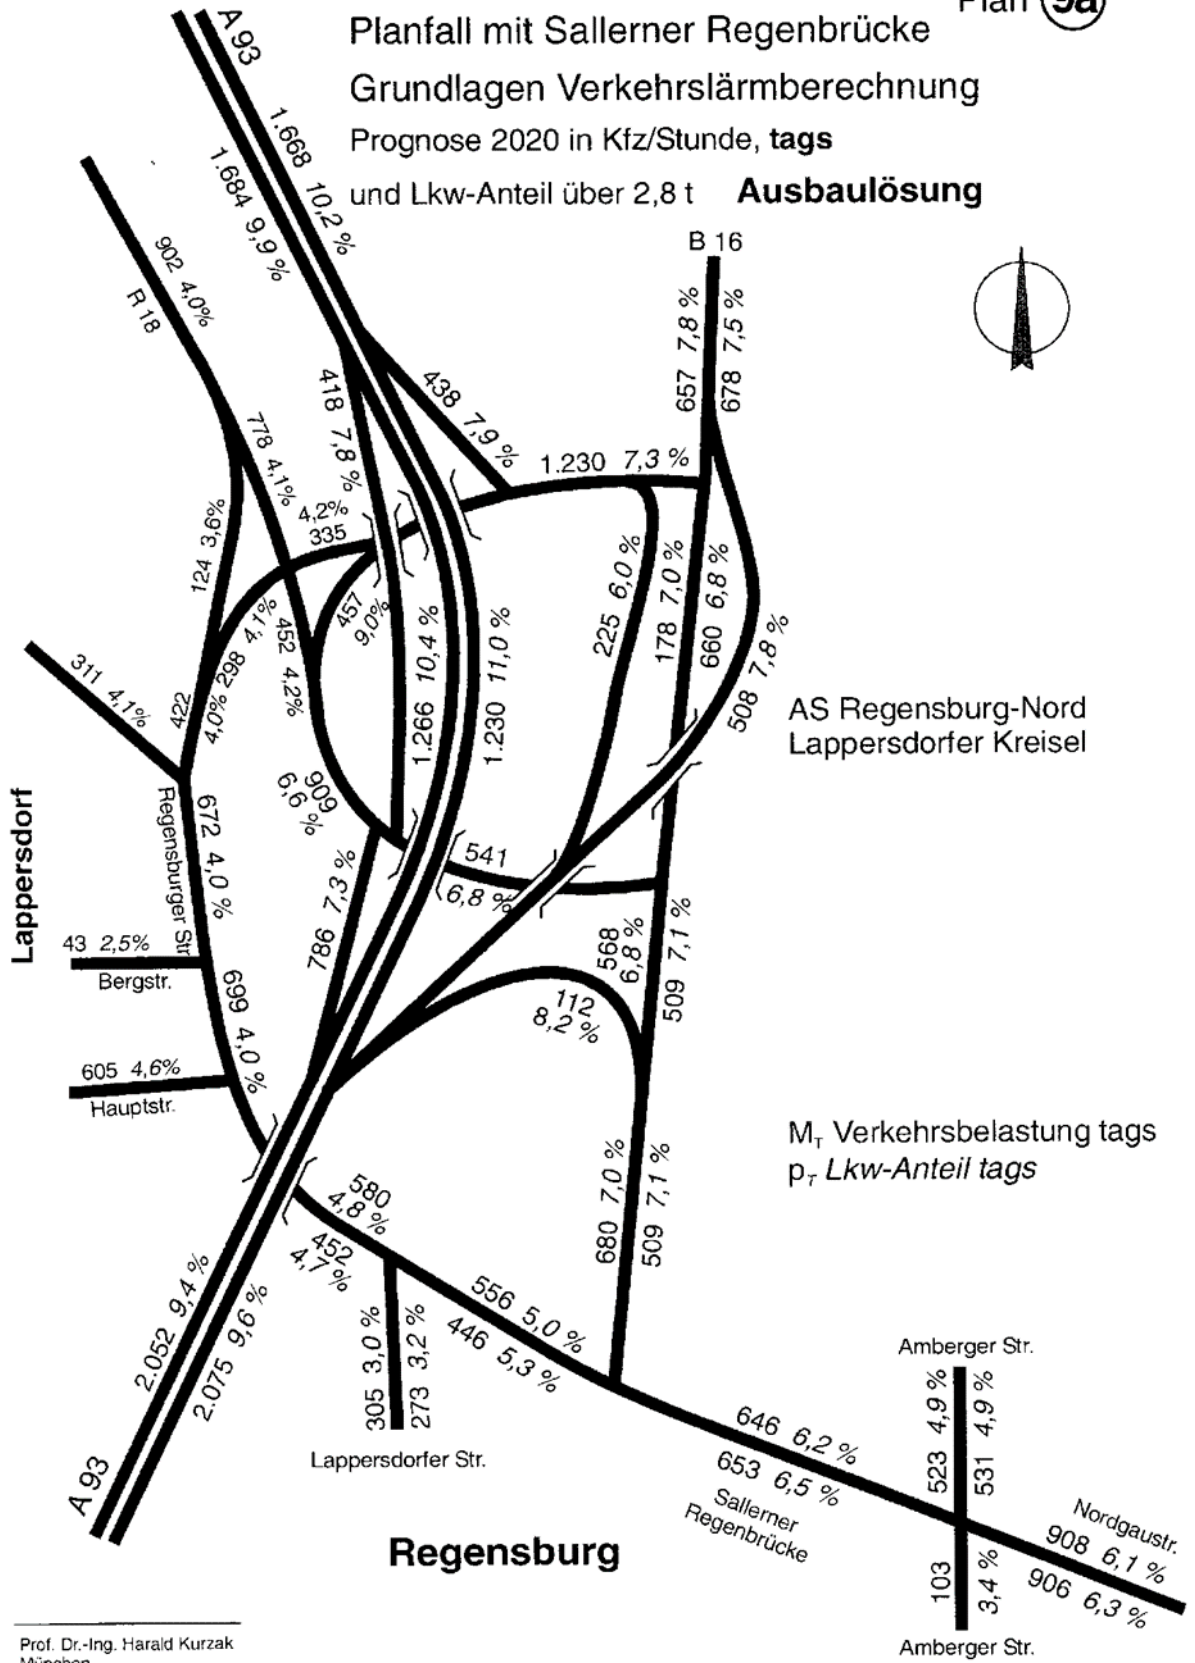 Plan 9a
Planfall mit Sallerner Regenbrücke
Grundlagen Verkehrslärmberechnung
Prognose 2020 in Kfz/Stunde, tags
und Lkw-Anteil über 2,8 t Ausbaulösung
A 93
1.668 10,2 %
1.684 9,9 %
B 16
657 7,8 %
678 7,5 %
902 4,0%
R 18
418 7,8 %
438 7,9 %
778 4,1%
1.230 7,3 %
4,2%
335
124 3,6%
457
9,0%
225 6,0 %
178 7,0 %
660 6,8 %
298 4,1%
452 4,2%
1.266 10,4 %
1.230 11,0 %
508 7,8 %
311 4,1%
422
4,0%
AS Regensburg-Nord
Lappersdorfer Kreisel
909
6,6 %
Lappersdorf
Regensburger Str
672 4,0 %
541
6,8 %
786 7,3 %
568
6,8 %
509 7,1 %
43 2,5%
Bergstr.
699 4,0 %
112
8,2 %
605 4,6%
Hauptstr.
M_T Verkehrsbelastung tags
p_T Lkw-Anteil tags
580
4,8 %
452
4,7 %
680 7,0 %
509 7,1 %
2.052 9,4 %
2.075 9,6 %
556 5,0 %
446 5,3 %
305 3,0 %
273 3,2 %
Amberger Str.
523 4,9 %
531 4,9 %
646 6,2 %
653 6,5 %
Lappersdorfer Str.
A 93
Sallerner
Regenbrücke
Nordgaustr.
908 6,1 %
906 6,3 %
Regensburg
103
3,4 %
Prof. Dr.-Ing. Harald Kurzak
München
Amberger Str.